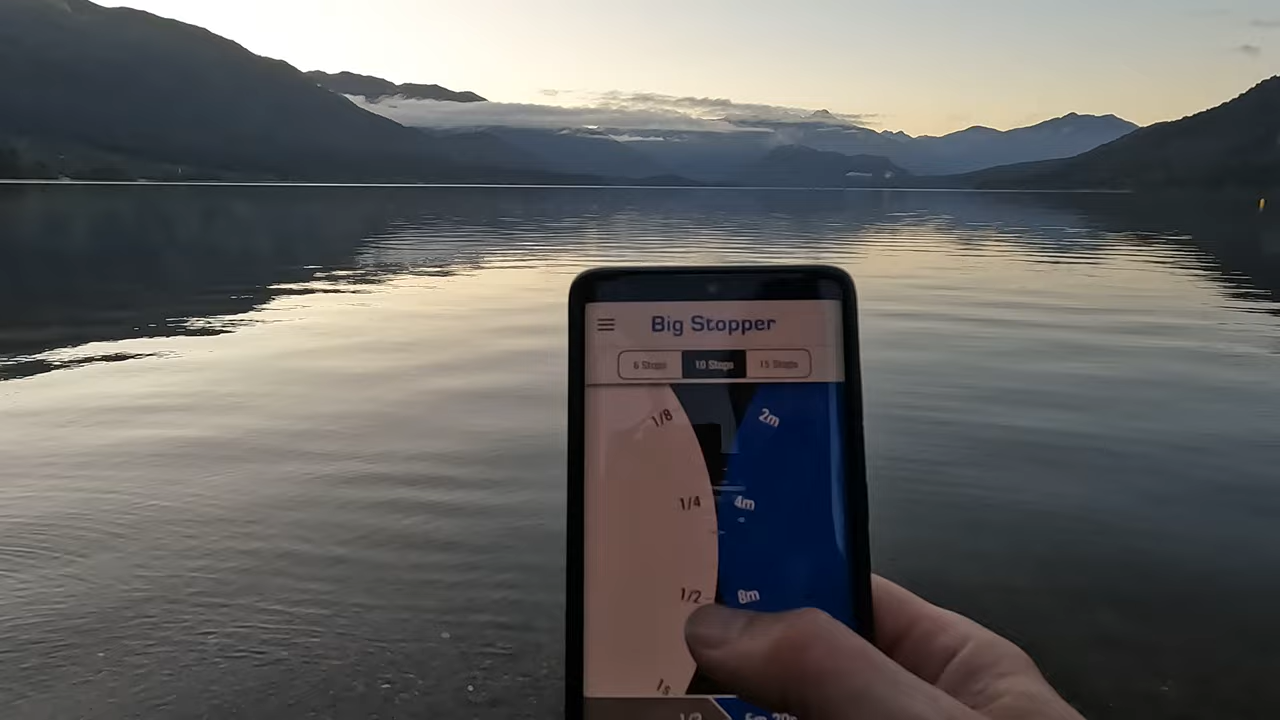 Big Stopper
6 Stops 10 Stops 15 Stops
1/8 2m
1/4 4m
1/2 8m
1s